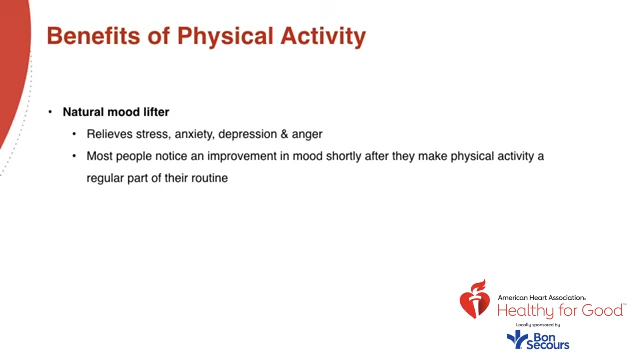 Benefits of Physical Activity
• Natural mood lifter
• Relieves stress, anxiety, depression & anger
• Most people notice an improvement in mood shortly after they make physical activity a
regular part of their routine
American Heart Association®
Healthy for Good™
Locally sponsored by
Bon
Secours